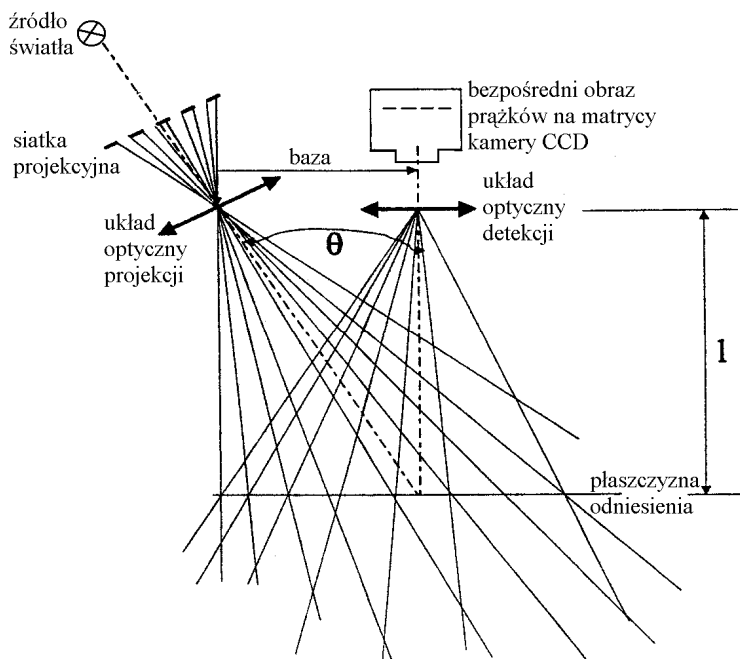 źródło
światła
siatka
projekcyjna
baza
bezpośredni obraz
prążków na matrycy
kamery CCD
układ
optyczny
projekcji
θ
układ
optyczny
detekcji
l
płaszczyzna
odniesienia